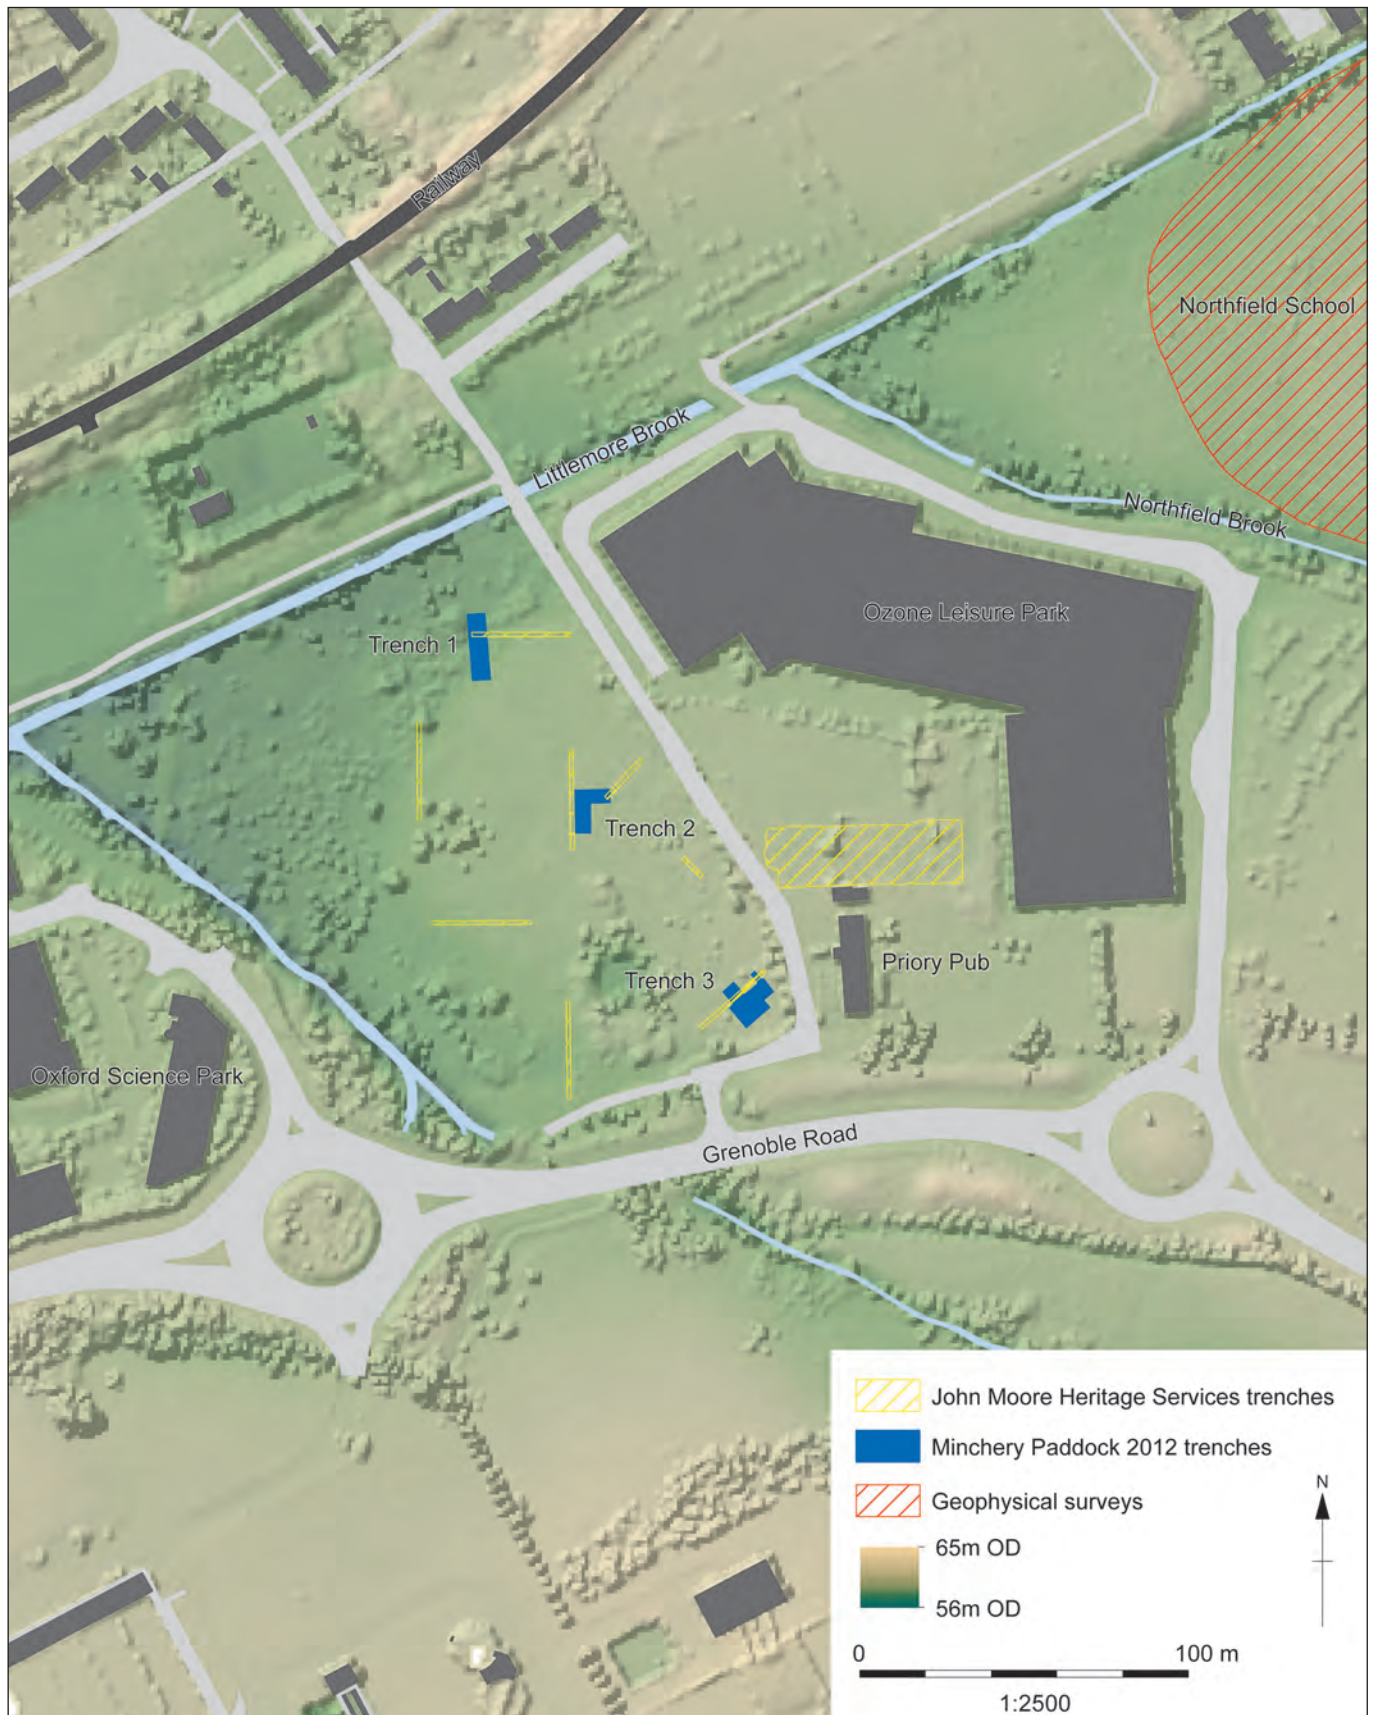 Railway
Northfield School
Littlemore Brook
Northfield Brook
Ozone Leisure Park
Trench 1
Trench 2
Priory Pub
Trench 3
Oxford Science Park
Grenoble Road
John Moore Heritage Services trenches
Minchery Paddock 2012 trenches
Geophysical surveys
N
65m OD
56m OD
0 100 m
1:2500